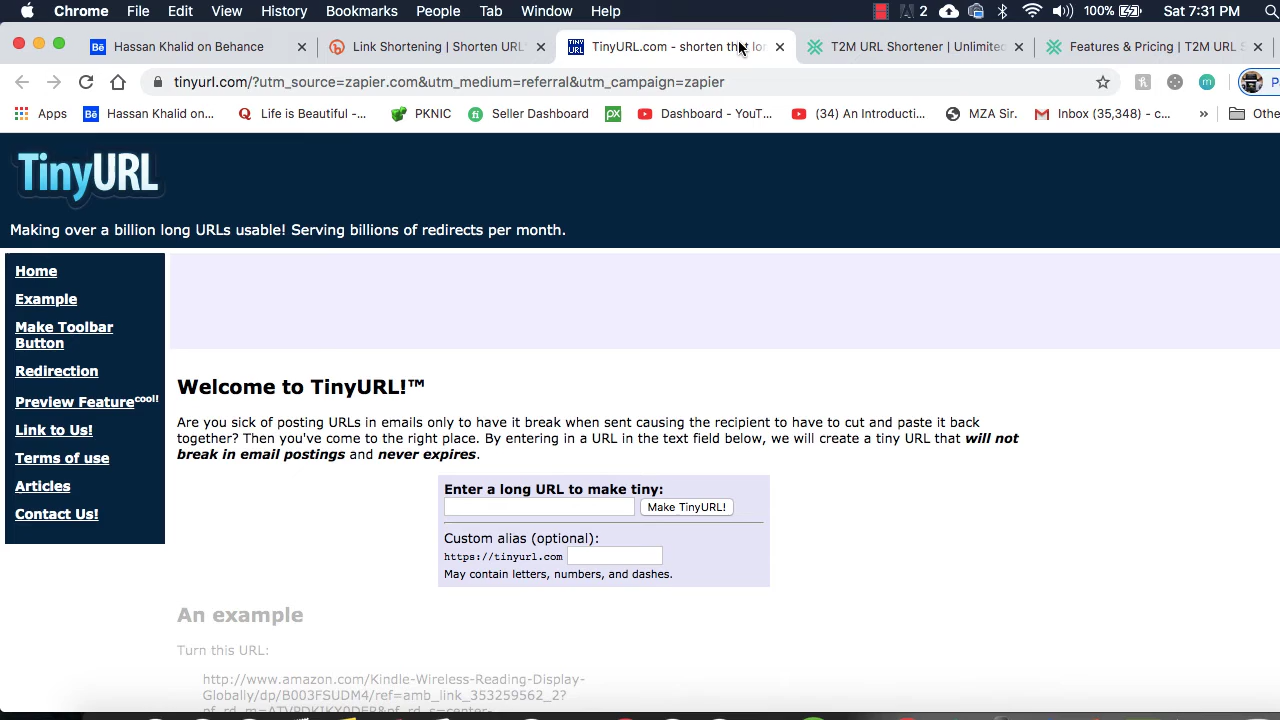 Chrome File Edit View History Bookmarks People Tab Window Help 2 100% Sat 7:31 PM
Hassan Khalid on Behance Link Shortening | Shorten URL TinyURL.com - shorten that lo T2M URL Shortener | Unlimited Features & Pricing | T2M URL S
tinyurl.com/?utm_source=zapier.com&utm_medium=referral&utm_campaign=zapier
Apps Hassan Khalid on... Life is Beautiful -... PKNIC Seller Dashboard Dashboard - YouT... (34) An Introducti... MZA Sir. Inbox (35,348) - c... » Othe
TinyURL
Making over a billion long URLs usable! Serving billions of redirects per month.
Home
Example
Make Toolbar
Button
Redirection
Preview Feature cool!
Link to Us!
Terms of use
Articles
Contact Us!
Welcome to TinyURL!™
Are you sick of posting URLs in emails only to have it break when sent causing the recipient to have to cut and paste it back
together? Then you've come to the right place. By entering in a URL in the text field below, we will create a tiny URL that will not
break in email postings and never expires.
Enter a long URL to make tiny:
Make TinyURL!
Custom alias (optional):
https://tinyurl.com
May contain letters, numbers, and dashes.
An example
Turn this URL:
http://www.amazon.com/Kindle-Wireless-Reading-Display-
Globally/dp/B003FSUDM4/ref=amb_link_353259562_2?